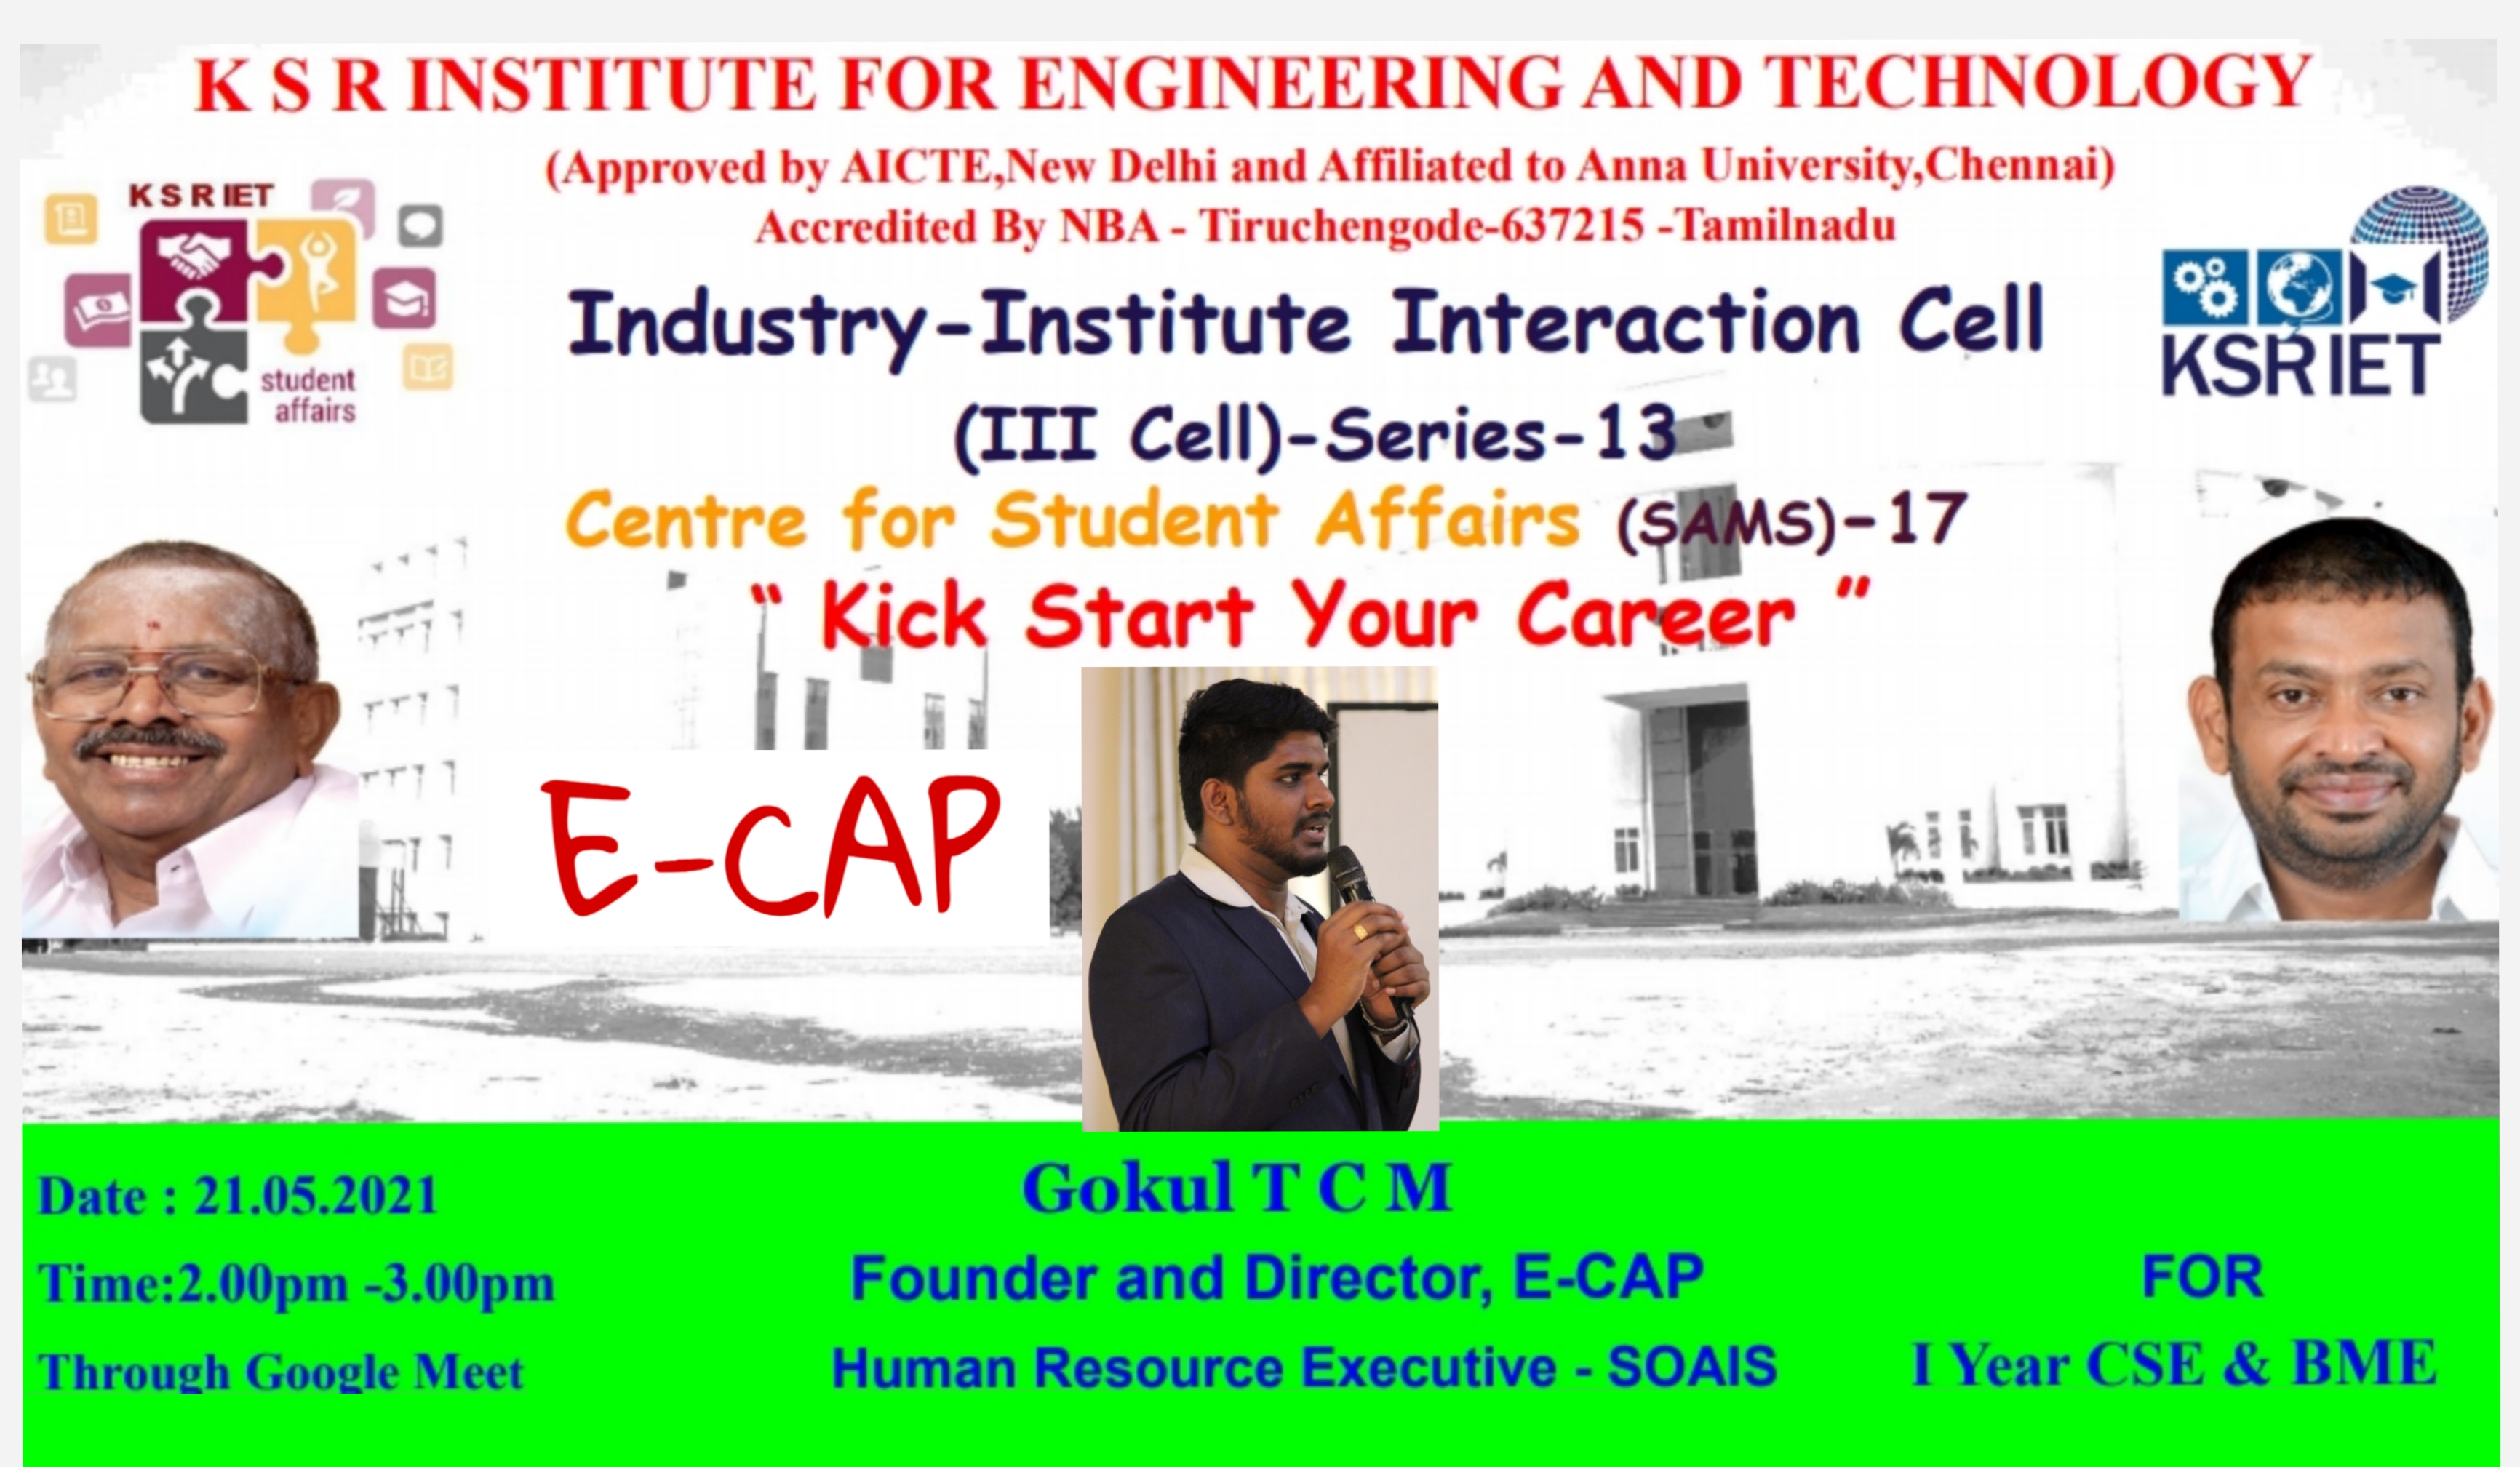 K S R INSTITUTE FOR ENGINEERING AND TECHNOLOGY
(Approved by AICTE,New Delhi and Affiliated to Anna University,Chennai)
Accredited By NBA - Tiruchengode-637215 -Tamilnadu
K S R IET
student
affairs
KSR IET
Industry-Institute Interaction Cell
(III Cell)-Series-13
Centre for Student Affairs (SAMS)-17
“ Kick Start Your Career ”
E-CAP
Date : 21.05.2021
Time:2.00pm -3.00pm
Through Google Meet
Gokul T C M
Founder and Director, E-CAP
Human Resource Executive - SOAIS
FOR
I Year CSE & BME